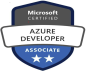 Microsoft
CERTIFIED
AZURE
DEVELOPER
ASSOCIATE